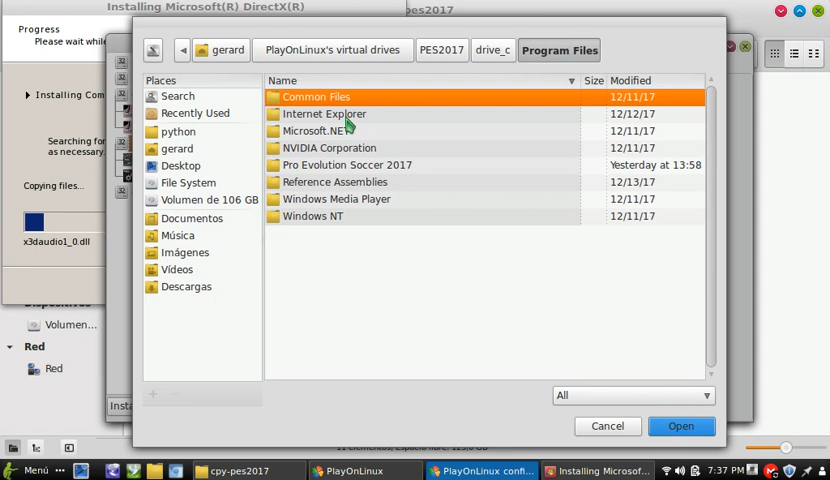 Installing Microsoft(R) DirectX(R)
pes2017
Progress
Please wait while
Installing Com
Searching for
as necessary.
Copying files...
x3daudio1_0.dll
gerard
PlayOnLinux's virtual drives
PES2017
drive_c
Program Files
Places
Search
Recently Used
python
gerard
Desktop
File System
Volumen de 106 GB
Documentos
Música
Imágenes
Vídeos
Descargas
Name
Size
Modified
Common Files
12/11/17
Internet Explorer
12/12/17
Microsoft.NET
12/11/17
NVIDIA Corporation
12/11/17
Pro Evolution Soccer 2017
Yesterday at 13:58
Reference Assemblies
12/13/17
Windows Media Player
12/11/17
Windows NT
12/11/17
All
Cancel
Open
Dispositivos
Volumen...
Red
Red
Insta
Menú
cpy-pes2017
PlayOnLinux
PlayOnLinux confi...
Installing Microsof...
7:37 PM